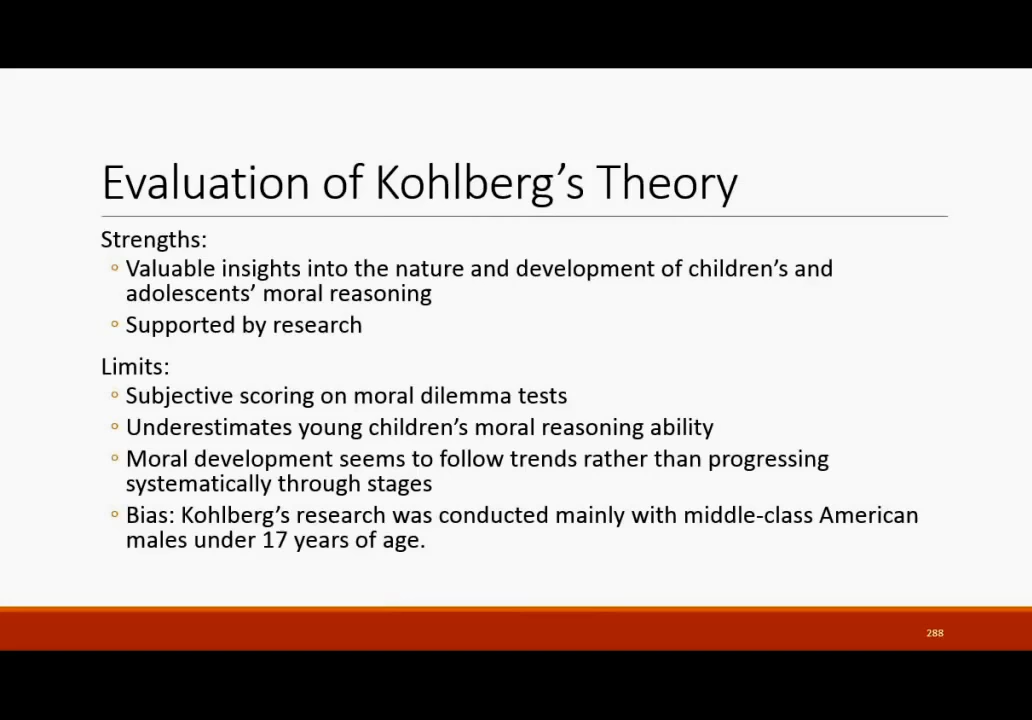 Evaluation of Kohlberg’s Theory
Strengths:
◦ Valuable insights into the nature and development of children’s and
adolescents’ moral reasoning
◦ Supported by research
Limits:
◦ Subjective scoring on moral dilemma tests
◦ Underestimates young children’s moral reasoning ability
◦ Moral development seems to follow trends rather than progressing
systematically through stages
◦ Bias: Kohlberg’s research was conducted mainly with middle-class American
males under 17 years of age.
288